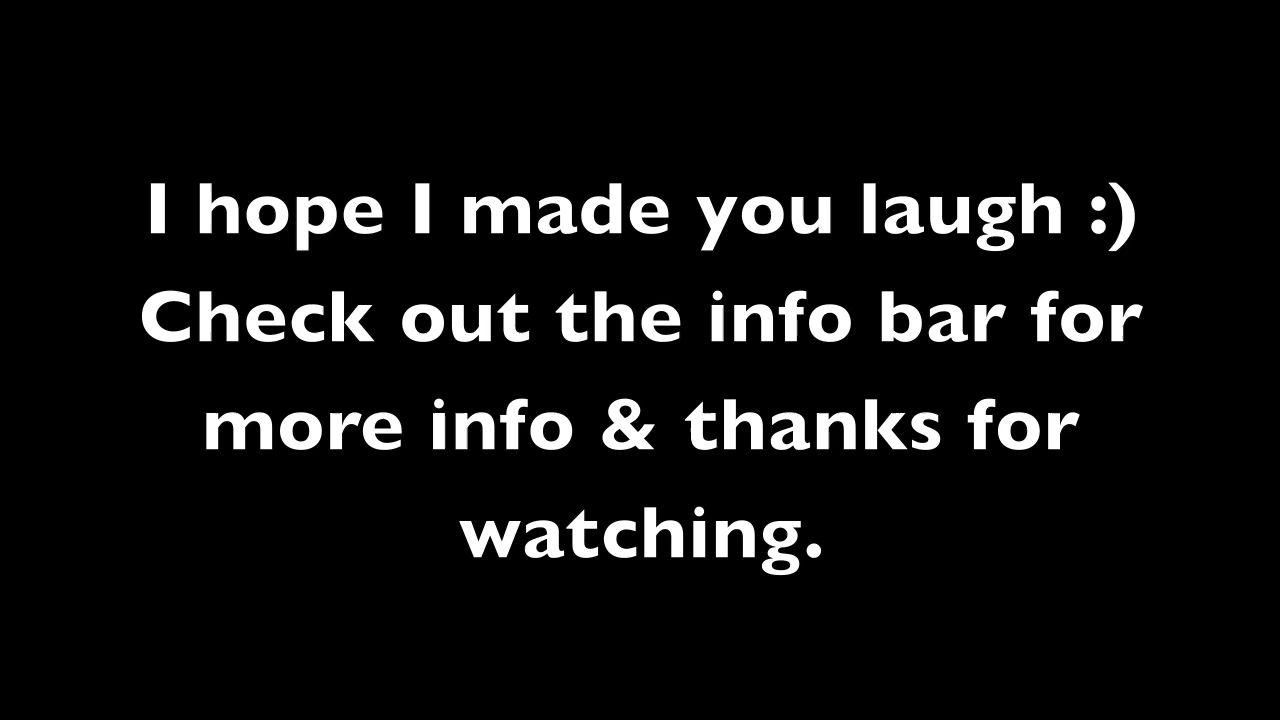 I hope I made you laugh :)
Check out the info bar for
more info & thanks for
watching.